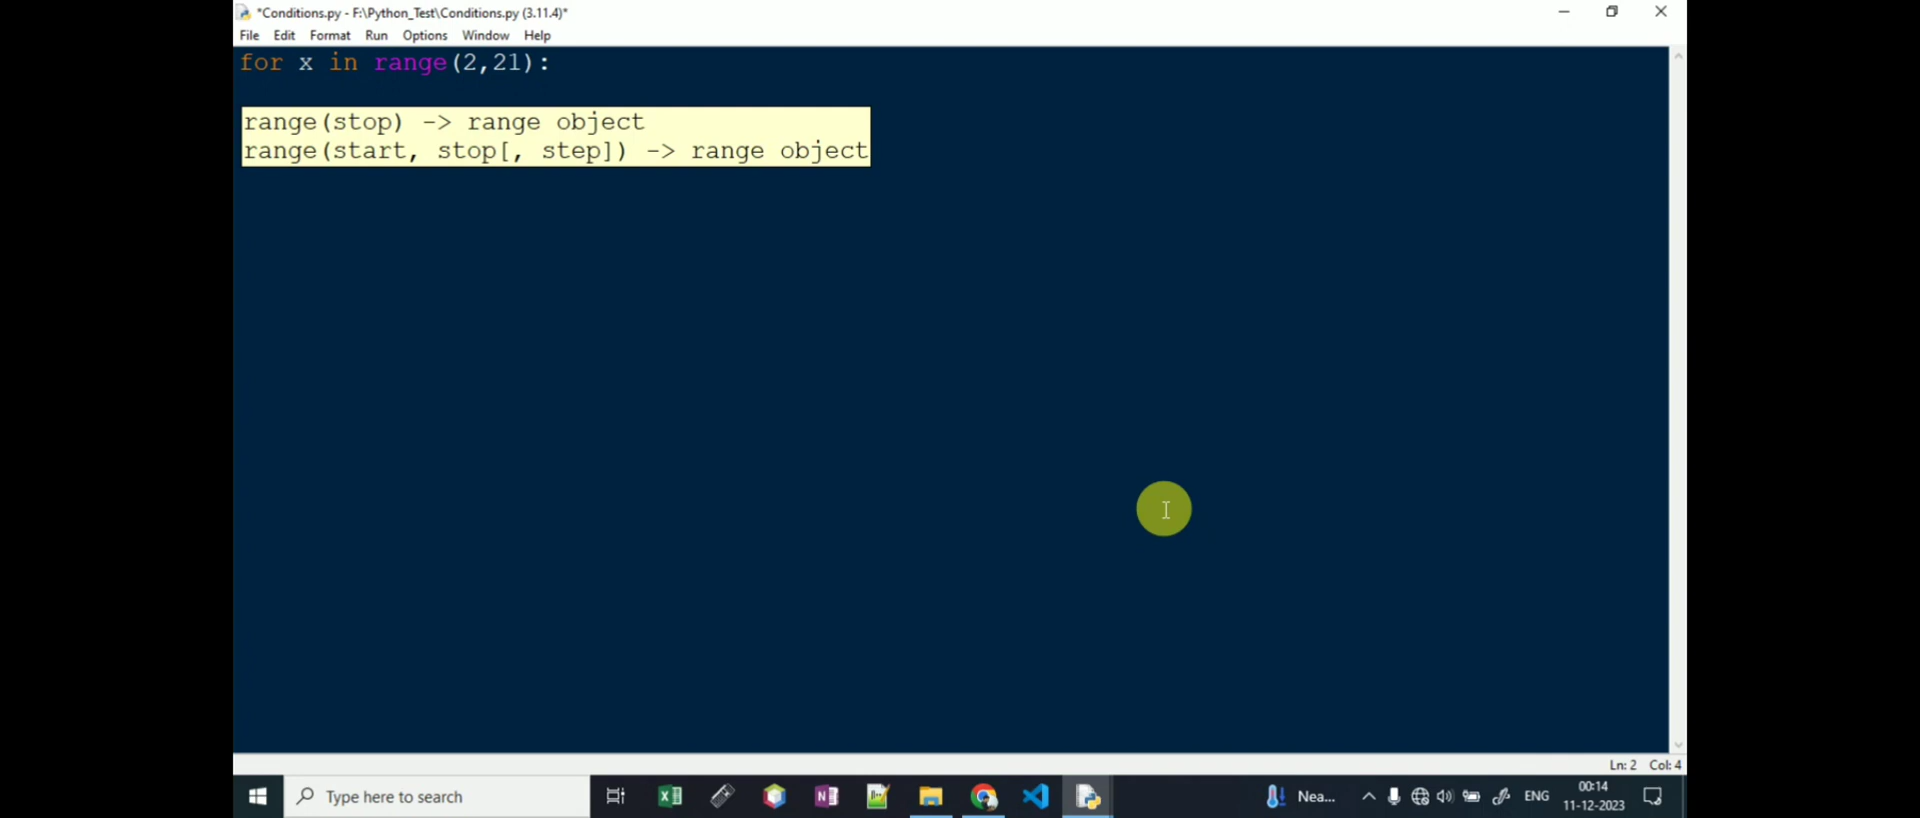 *Conditions.py - F:\Python_Test\Conditions.py (3.11.4)*
File Edit Format Run Options Window Help
for x in range(2,21):
range(stop) -> range object
range(start, stop[, step]) -> range object
Ln: 2 Col: 4
Type here to search
Nea...
ENG
00:14
11-12-2023